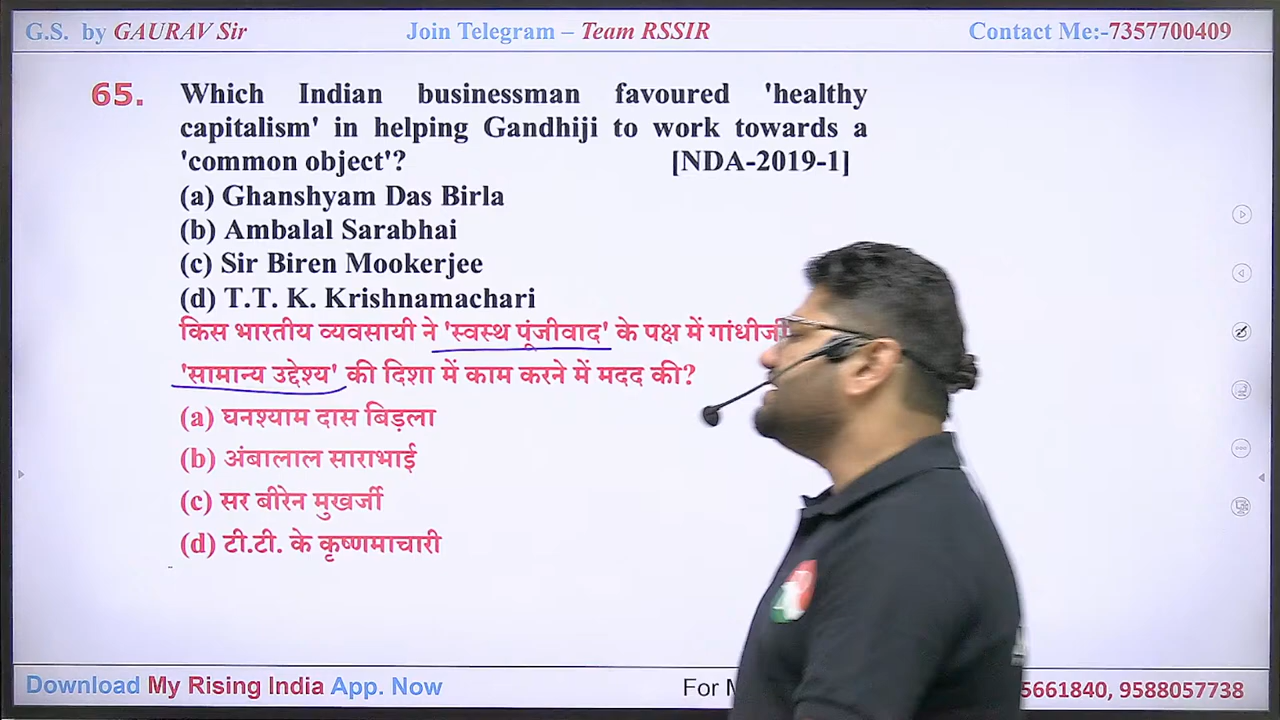 G.S. by GAURAV Sir
Join Telegram – Team RSSIR
Contact Me:-7357700409
65. Which Indian businessman favoured 'healthy
capitalism' in helping Gandhiji to work towards a
'common object'? [NDA-2019-1]
(a) Ghanshyam Das Birla
(b) Ambalal Sarabhai
(c) Sir Biren Mookerjee
(d) T.T. K. Krishnamachari
किस भारतीय व्यवसायी ने 'स्वस्थ पूंजीवाद' के पक्ष में
'सामान्य उद्देश्य' की दिशा में काम करने में मदद की?
(a) घनश्याम दास बिड़ला
(b) अंबालाल साराभाई
(c) सर बीरेन मुखर्जी
(d) टी.टी. के कृष्णमाचारी
Download My Rising India App. Now
For
5661840, 9588057738